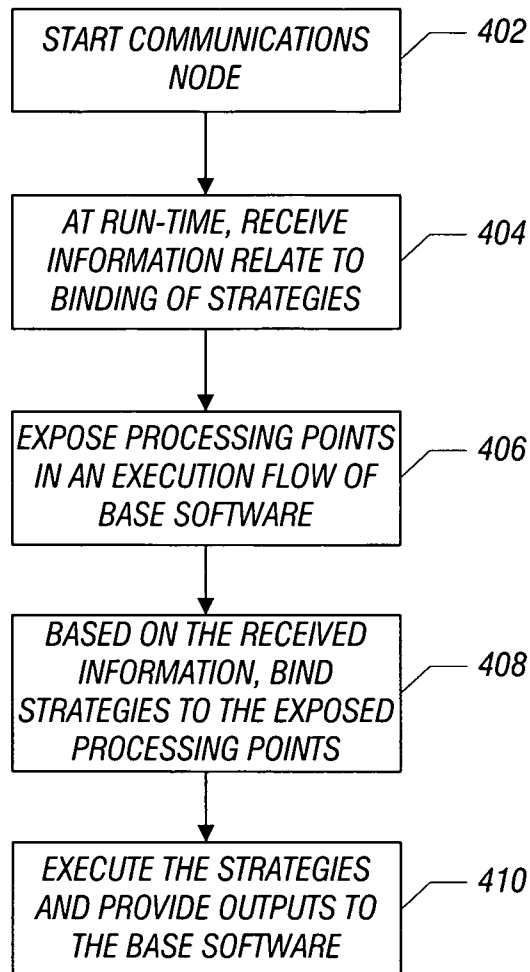 START COMMUNICATIONS
NODE
402
AT RUN-TIME, RECEIVE
INFORMATION RELATE TO
BINDING OF STRATEGIES
404
EXPOSE PROCESSING POINTS
IN AN EXECUTION FLOW OF
BASE SOFTWARE
406
BASED ON THE RECEIVED
INFORMATION, BIND
STRATEGIES TO THE EXPOSED
PROCESSING POINTS
408
EXECUTE THE STRATEGIES
AND PROVIDE OUTPUTS TO
THE BASE SOFTWARE
410